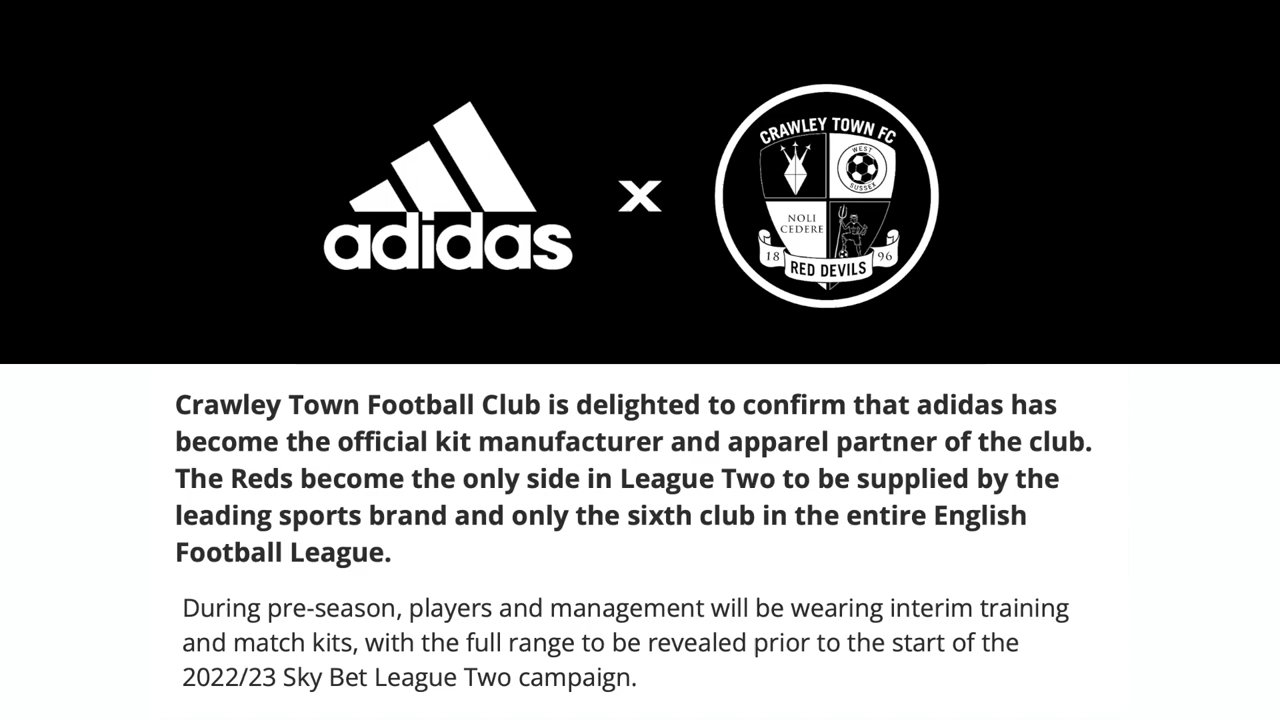 adidas
x
CRAWLEY TOWN FC
WEST
SUSSEX
NOLI
CEDERE
18 96
RED DEVILS
Crawley Town Football Club is delighted to confirm that adidas has
become the official kit manufacturer and apparel partner of the club.
The Reds become the only side in League Two to be supplied by the
leading sports brand and only the sixth club in the entire English
Football League.
During pre-season, players and management will be wearing interim training
and match kits, with the full range to be revealed prior to the start of the
2022/23 Sky Bet League Two campaign.